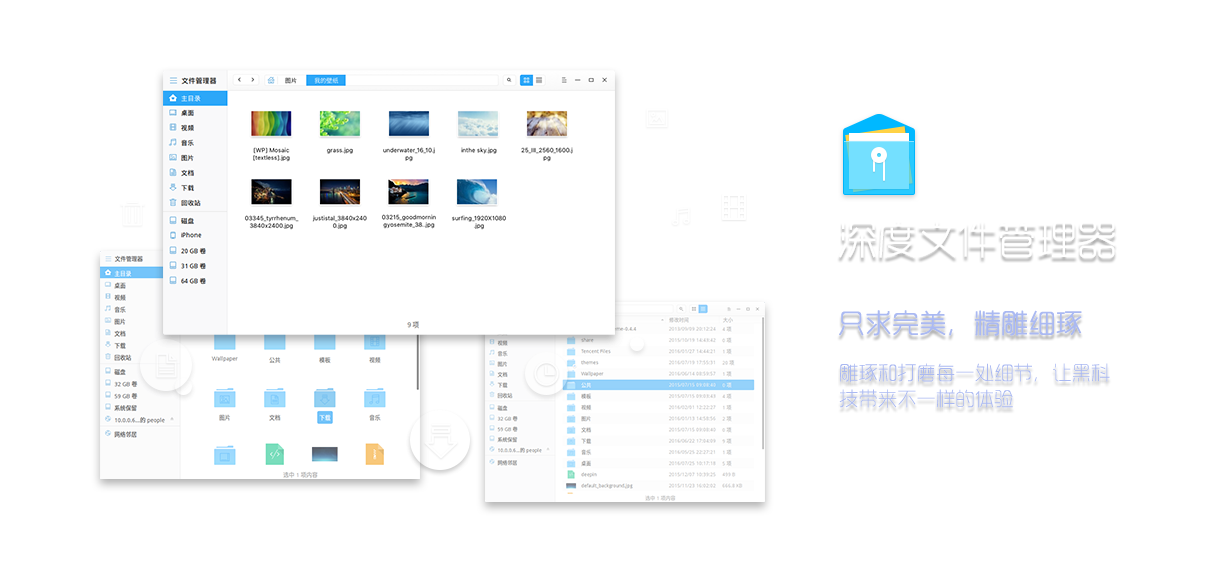 文件管理器
图片
我的壁纸
主目录
桌面
视频
音乐
图片
文档
下载
回收站
磁盘
iPhone
20 GB 卷
31 GB 卷
64 GB 卷
[WP] Mosaic
[textless].jpg
grass.jpg
underwater_16_10.j
pg
inthe sky.jpg
25_III_2560_1600.j
pg
03345_tyrrhenum_
3840x2400.jpg
justistal_3840x240
0.jpg
03215_goodmornin
gyosemite_38..jpg
surfing_1920X1080
.jpg
9 项
文件管理器
主目录
桌面
视频
音乐
图片
文档
下载
回收站
磁盘
32 GB 卷
59 GB 卷
系统保留
10.0.0.6...的 people
网络邻居
Wallpaper
公共
模板
视频
图片
文档
下载
音乐
选中 1 项内容
视频
音乐
图片
文档
下载
回收站
磁盘
32 GB 卷
59 GB 卷
系统保留
10.0.0.6...的 people
网络邻居
修改时间
大小
share
Tencent Files
themes
Wallpaper
公共
模板
视频
图片
文档
下载
音乐
桌面
deepin
default_background.jpg
选中 1 项内容
深度文件管理器
只求完美，精雕细琢
雕琢和打磨每一处细节，让黑科
技带来不一样的体验